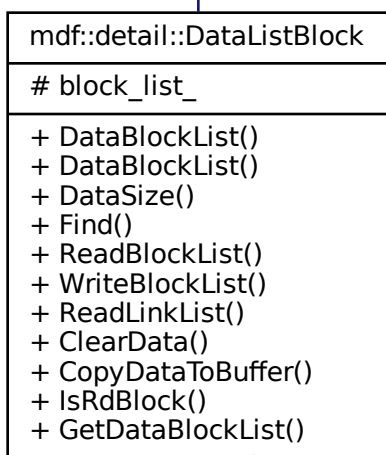 mdf::detail::DataListBlock
# block_list_
+ DataBlockList()
+ DataBlockList()
+ DataSize()
+ Find()
+ ReadBlockList()
+ WriteBlockList()
+ ReadLinkList()
+ ClearData()
+ CopyDataToBuffer()
+ IsRdBlock()
+ GetDataBlockList()